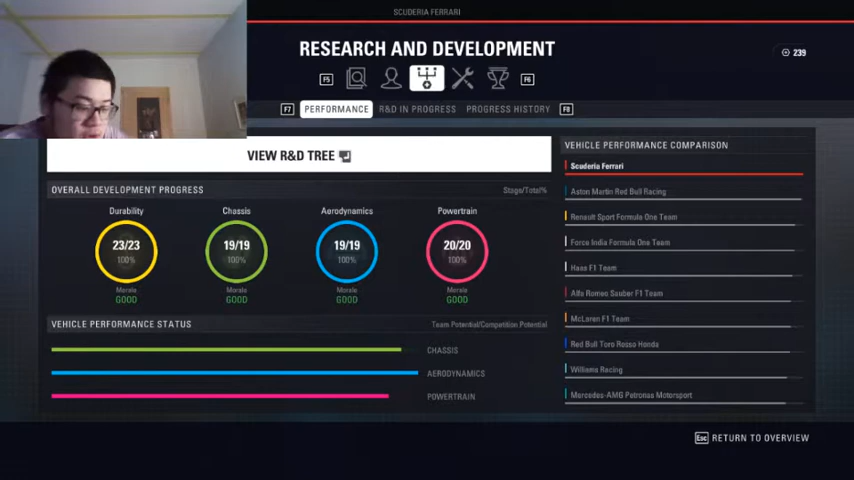 SCUDERIA FERRARI
RESEARCH AND DEVELOPMENT
239
F5
F6
F7 PERFORMANCE R&D IN PROGRESS PROGRESS HISTORY F8
VIEW R&D TREE
OVERALL DEVELOPMENT PROGRESS Stage/Total%
Durability Chassis Aerodynamics Powertrain
23/23 19/19 19/19 20/20
100% 100% 100% 100%
Morale Morale Morale Morale
GOOD GOOD GOOD GOOD
VEHICLE PERFORMANCE STATUS Team Potential/Competition Potential
CHASSIS
AERODYNAMICS
POWERTRAIN
VEHICLE PERFORMANCE COMPARISON
Scuderia Ferrari
Aston Martin Red Bull Racing
Renault Sport Formula One Team
Force India Formula One Team
Haas F1 Team
Alfa Romeo Sauber F1 Team
McLaren F1 Team
Red Bull Toro Rosso Honda
Williams Racing
Mercedes-AMG Petronas Motorsport
Esc RETURN TO OVERVIEW